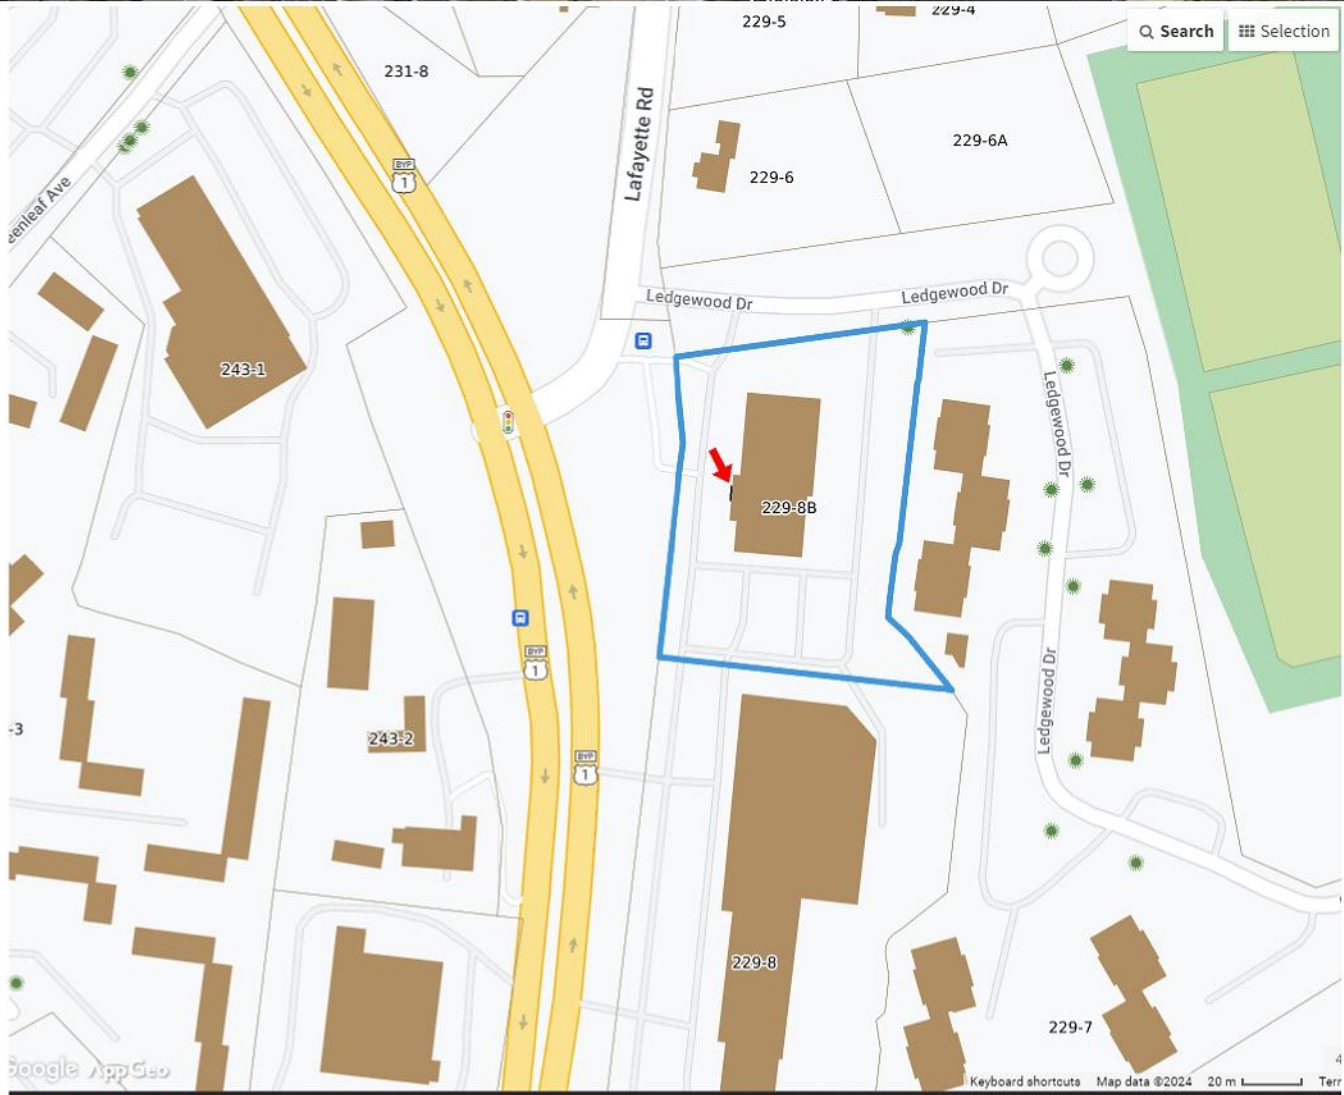 229-5
229-4
Search
Selection
231-8
BYP
1
Lafayette Rd
229-6A
229-6
eenleaf Ave
Ledgewood Dr
Ledgewood Dr
243-1
Ledgewood Dr
229-8B
BYP
1
Ledgewood Dr
-3
243-2
BYP
1
229-8
229-7
Google AppGeo
Keyboard shortcuts Map data ©2024 20 m Terr